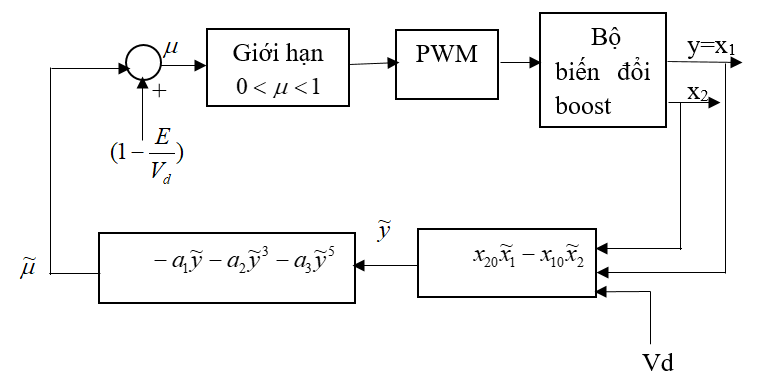 μ
+
(1 − E/V_d)
Giới hạn
0 < μ < 1
PWM
Bộ
biến đổi
boost
y=x₁
x₂
μ̃
−a₁ỹ − a₂ỹ³ − a₃ỹ⁵
ỹ
x₂₀x̃₁ − x₁₀x̃₂
Vd